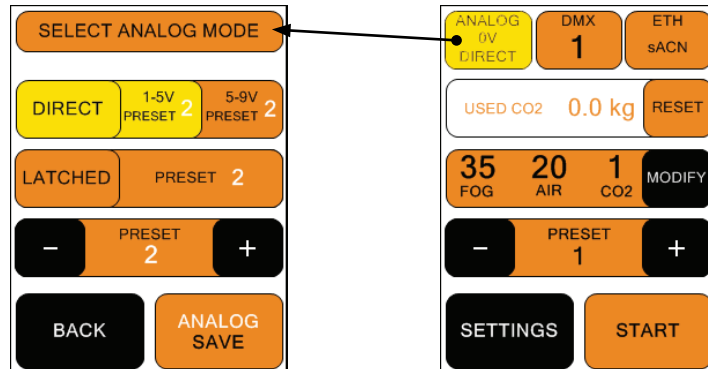 SELECT ANALOG MODE
DIRECT
1-5V
PRESET 2
5-9V
PRESET 2
LATCHED
PRESET 2
-
PRESET
2
+
BACK
ANALOG
SAVE
ANALOG
0V
DIRECT
DMX
1
ETH
sACN
USED CO2 0.0 kg
RESET
35 20 1
FOG AIR CO2
MODIFY
-
PRESET
1
+
SETTINGS
START